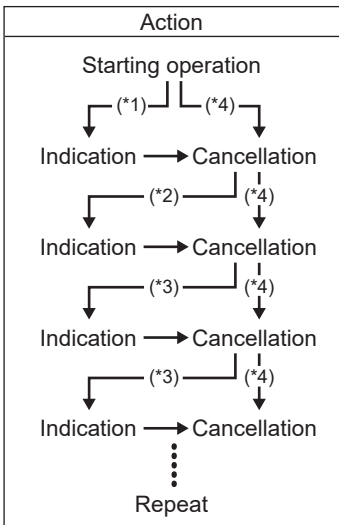 Action
Starting operation
(*1) (*4)
Indication Cancellation
(*2) (*4)
Indication Cancellation
(*3) (*4)
Indication Cancellation
(*3) (*4)
Indication Cancellation
Repeat